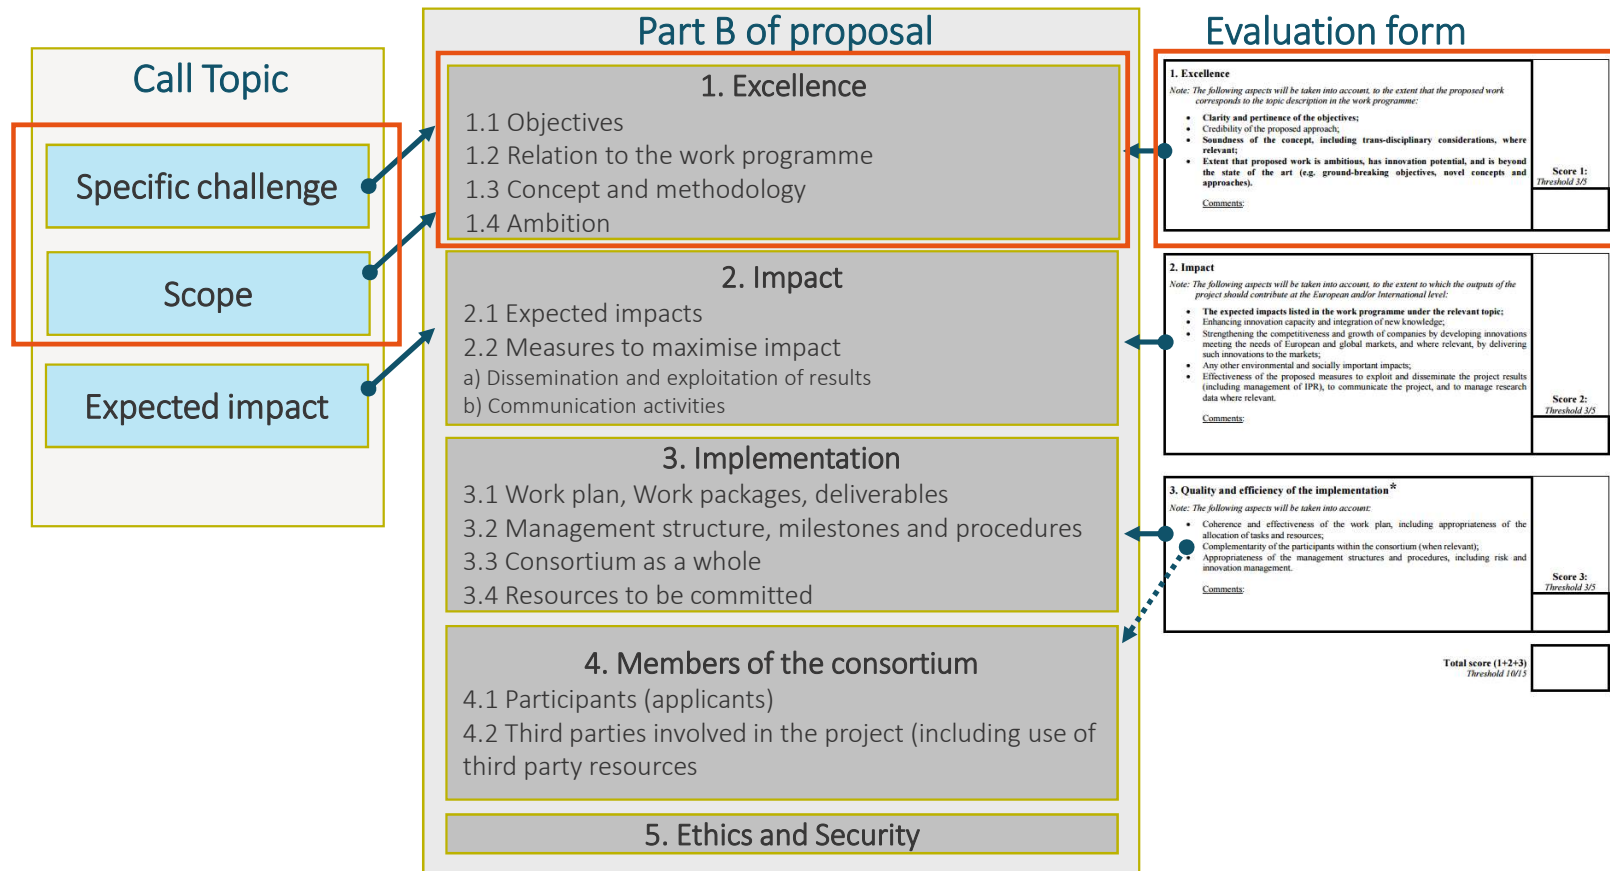 Call Topic
Specific challenge
Scope
Expected impact
Part B of proposal
1. Excellence
1.1 Objectives
1.2 Relation to the work programme
1.3 Concept and methodology
1.4 Ambition
2. Impact
2.1 Expected impacts
2.2 Measures to maximise impact
a) Dissemination and exploitation of results
b) Communication activities
3. Implementation
3.1 Work plan, Work packages, deliverables
3.2 Management structure, milestones and procedures
3.3 Consortium as a whole
3.4 Resources to be committed
4. Members of the consortium
4.1 Participants (applicants)
4.2 Third parties involved in the project (including use of
third party resources
5. Ethics and Security
Evaluation form
1. Excellence
Note: The following aspects will be taken into account, to the extent that the proposed work
corresponds to the topic description in the work programme:
• Clarity and pertinence of the objectives;
• Credibility of the proposed approach;
• Soundness of the concept, including trans-disciplinary considerations, where
relevant;
• Extent that proposed work is ambitious, has innovation potential, and is beyond
the state of the art (e.g. ground-breaking objectives, novel concepts and
approaches).
Comments:
Score 1:
Threshold 3/5
2. Impact
Note: The following aspects will be taken into account, to the extent to which the outputs of the
project should contribute at the European and/or International level:
• The expected impacts listed in the work programme under the relevant topic;
• Enhancing innovation capacity and integration of new knowledge;
• Strengthening the competitiveness and growth of companies by developing innovations
meeting the needs of European and global markets, and where relevant, by delivering
such innovations to the markets;
• Any other environmental and socially important impacts;
• Effectiveness of the proposed measures to exploit and disseminate the project results
(including management of IPR), to communicate the project, and to manage research
data where relevant.
Comments:
Score 2:
Threshold 3/5
3. Quality and efficiency of the implementation*
Note: The following aspects will be taken into account:
• Coherence and effectiveness of the work plan, including appropriateness of the
allocation of tasks and resources;
Complementarity of the participants within the consortium (when relevant);
• Appropriateness of the management structures and procedures, including risk and
innovation management.
Comments:
Score 3:
Threshold 3/5
Total score (1+2+3)
Threshold 10/15